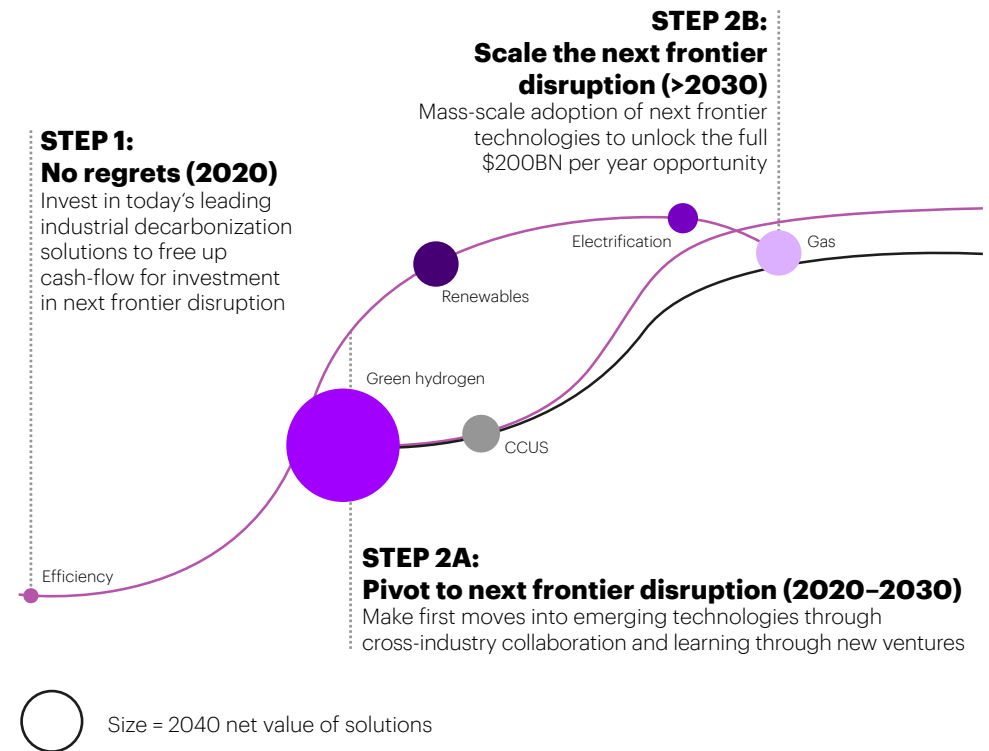 STEP 2B:
Scale the next frontier
disruption (>2030)
Mass-scale adoption of next frontier
technologies to unlock the full
$200BN per year opportunity
STEP 1:
No regrets (2020)
Invest in today's leading
industrial decarbonization
solutions to free up
cash-flow for investment
in next frontier disruption
Electrification
Gas
Renewables
Green hydrogen
CCUS
Efficiency
STEP 2A:
Pivot to next frontier disruption (2020–2030)
Make first moves into emerging technologies through
cross-industry collaboration and learning through new ventures
Size = 2040 net value of solutions